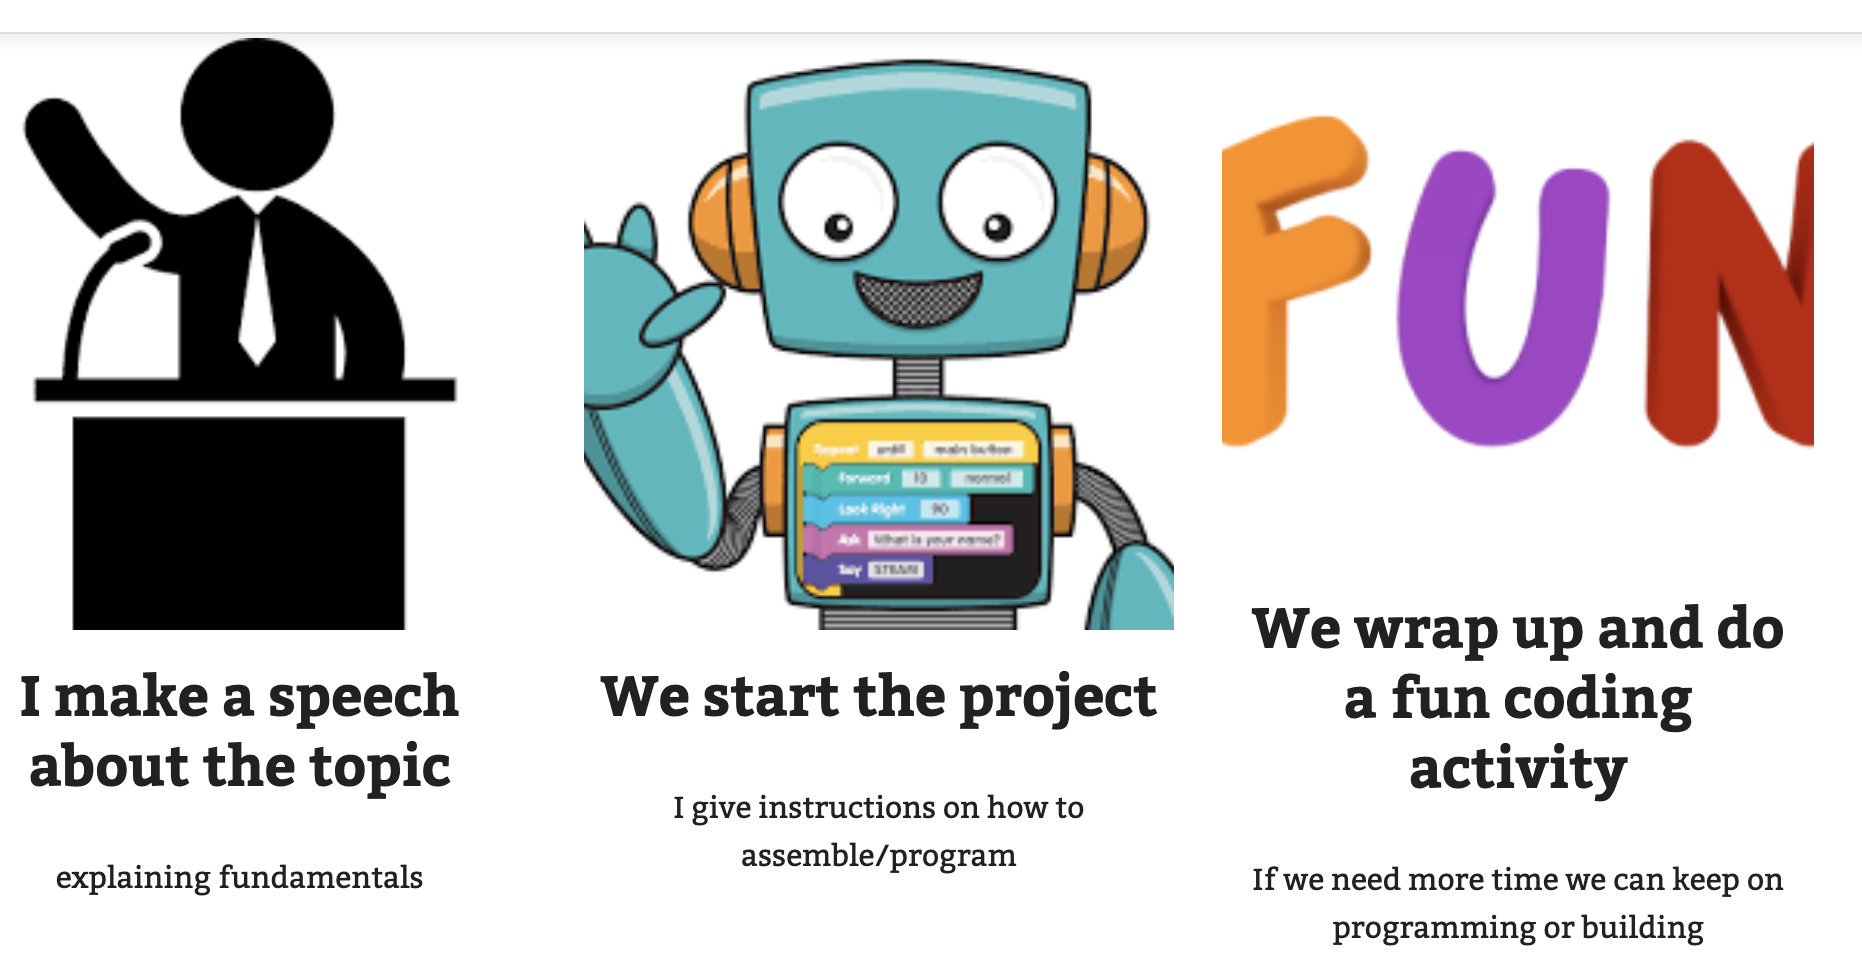 I make a speech
about the topic
explaining fundamentals
Repeat until main button
Forward 10 normal
Look Right 90
Ask What is your name?
Say STEAM
We start the project
I give instructions on how to
assemble/program
FUN
We wrap up and do
a fun coding
activity
If we need more time we can keep on
programming or building